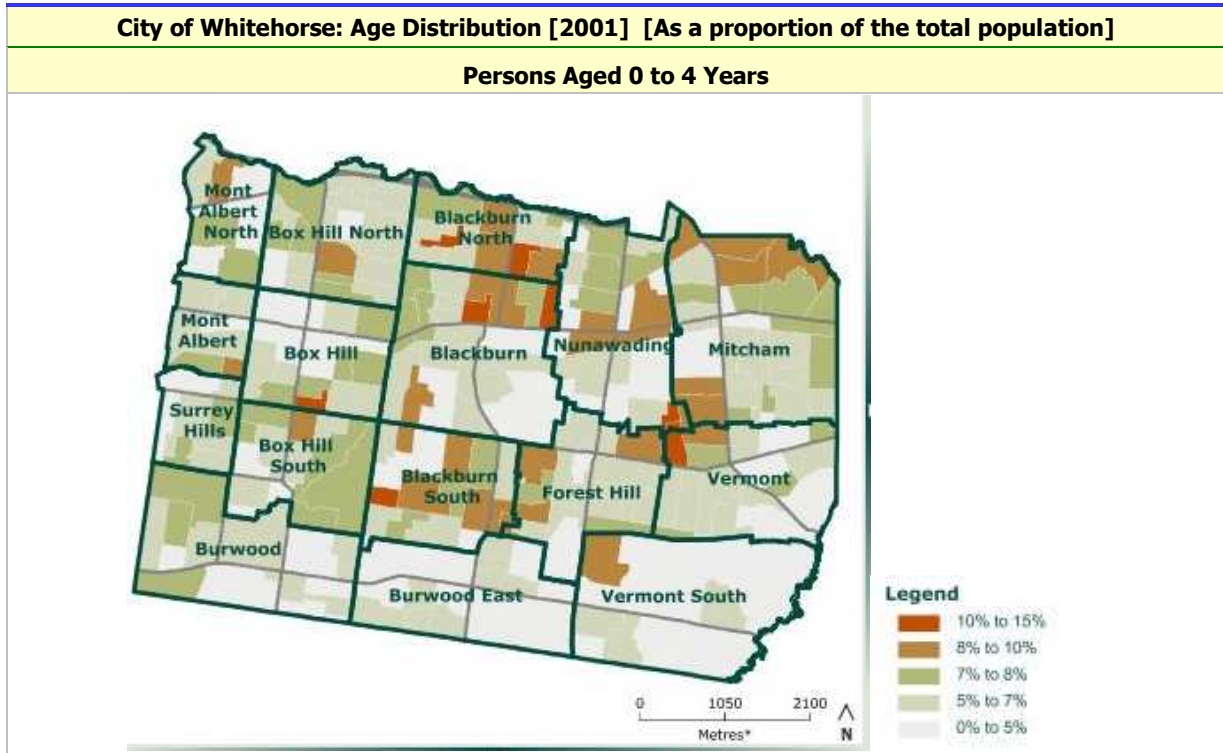 City of Whitehorse: Age Distribution [2001] [As a proportion of the total population]
Persons Aged 0 to 4 Years
Mont
Albert
North
Box Hill North
Blackburn
North
Mont
Albert
Box Hill
Blackburn
Nunawading
Mitcham
Surrey
Hills
Box Hill
South
Blackburn
South
Forest Hill
Vermont
Burwood
Burwood East
Vermont South
Legend
10% to 15%
8% to 10%
7% to 8%
5% to 7%
0% to 5%
0 1050 2100
Metres*
N